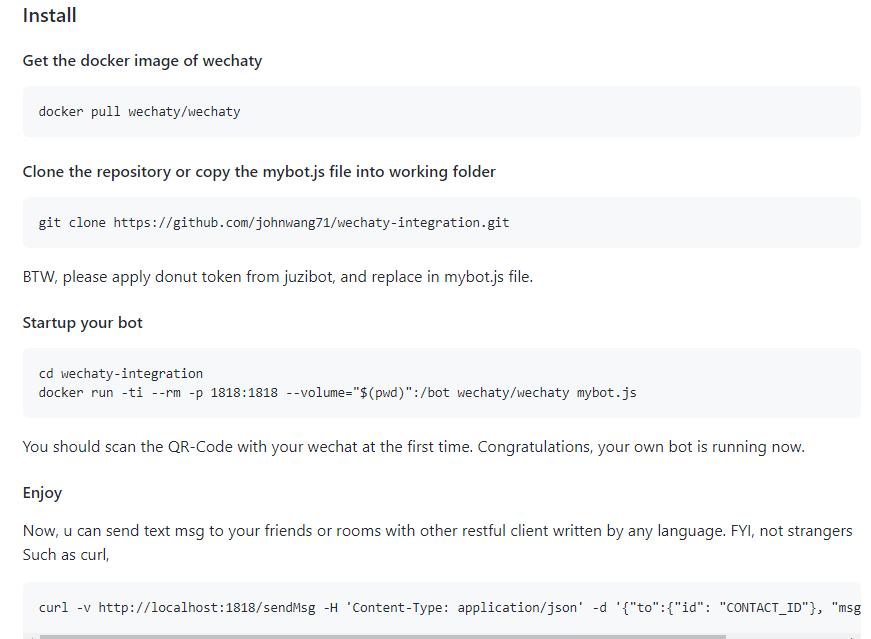 Install
Get the docker image of wechaty
docker pull wechaty/wechaty
Clone the repository or copy the mybot.js file into working folder
git clone https://github.com/johnwang71/wechaty-integration.git
BTW, please apply donut token from juzibot, and replace in mybot.js file.
Startup your bot
cd wechaty-integration
docker run -ti --rm -p 1818:1818 --volume="$(pwd)":/bot wechaty/wechaty mybot.js
You should scan the QR-Code with your wechat at the first time. Congratulations, your own bot is running now.
Enjoy
Now, u can send text msg to your friends or rooms with other restful client written by any language. FYI, not strangers
Such as curl,
curl -v http://localhost:1818/sendMsg -H 'Content-Type: application/json' -d '{"to":{"id": "CONTACT_ID"}, "msg